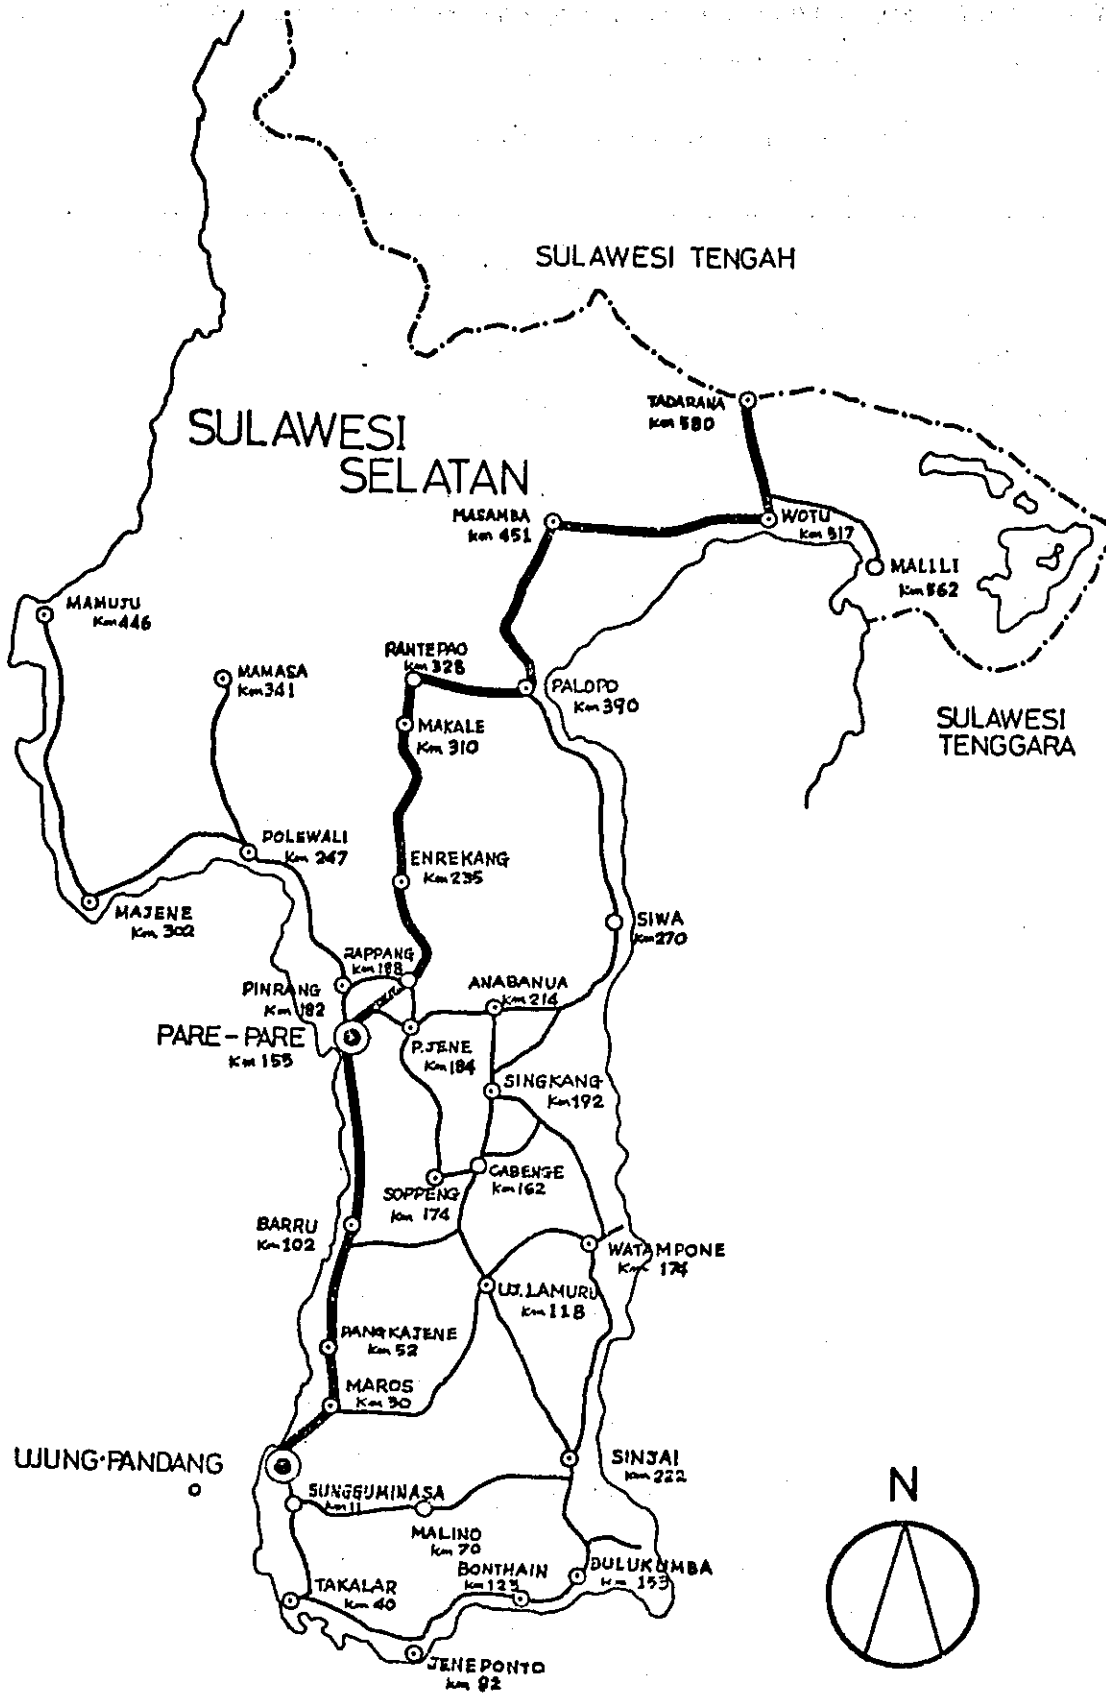 SULAWESI TENGAH
TADARANA
Km 580
SULAWESI
SELATAN
MASAMBA
km 451
WOTU
Km 517
MALILI
Km 562
MAMUJU
Km 446
RANTEPAO
Km 328
MAMASA
Km 341
PALOPO
Km 390
MAKALE
Km 310
SULAWESI
TENGGARA
POLEWALI
Km 247
ENREKANG
Km 235
MAJENE
Km 302
SIWA
Km 270
RAPPANG
Km 188
ANABANUA
Km 214
PINRANG
Km 182
PARE-PARE
Km 155
P.JENE
Km 184
SINGKANG
Km 192
CABENGE
Km 162
SOPPENG
Km 174
BARRU
Km 102
WATAMPONE
Km 174
UJ.LAMURU
Km 118
PANGKAJENE
Km 52
MAROS
Km 30
UJUNG·PANDANG
SINJAI
Km 222
SUNGGUMINASA
Km 11
N
MALINO
Km 70
BONTHAIN
Km 123
BULUKUMBA
Km 153
TAKALAR
Km 40
JENEPONTO
Km 92